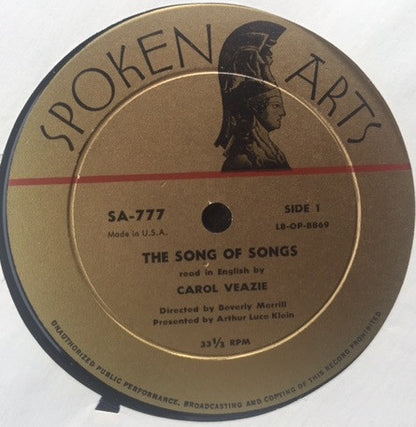 SPOKEN ARTS
SA-777
Made in U.S.A.
SIDE 1
LB-OP-8869
THE SONG OF SONGS
read in English by
CAROL VEAZIE
Directed by Beverly Merrill
Presented by Arthur Luce Klein
33⅓ RPM
UNAUTHORIZED PUBLIC PERFORMANCE, BROADCASTING AND COPYING OF THIS RECORD PROHIBITED